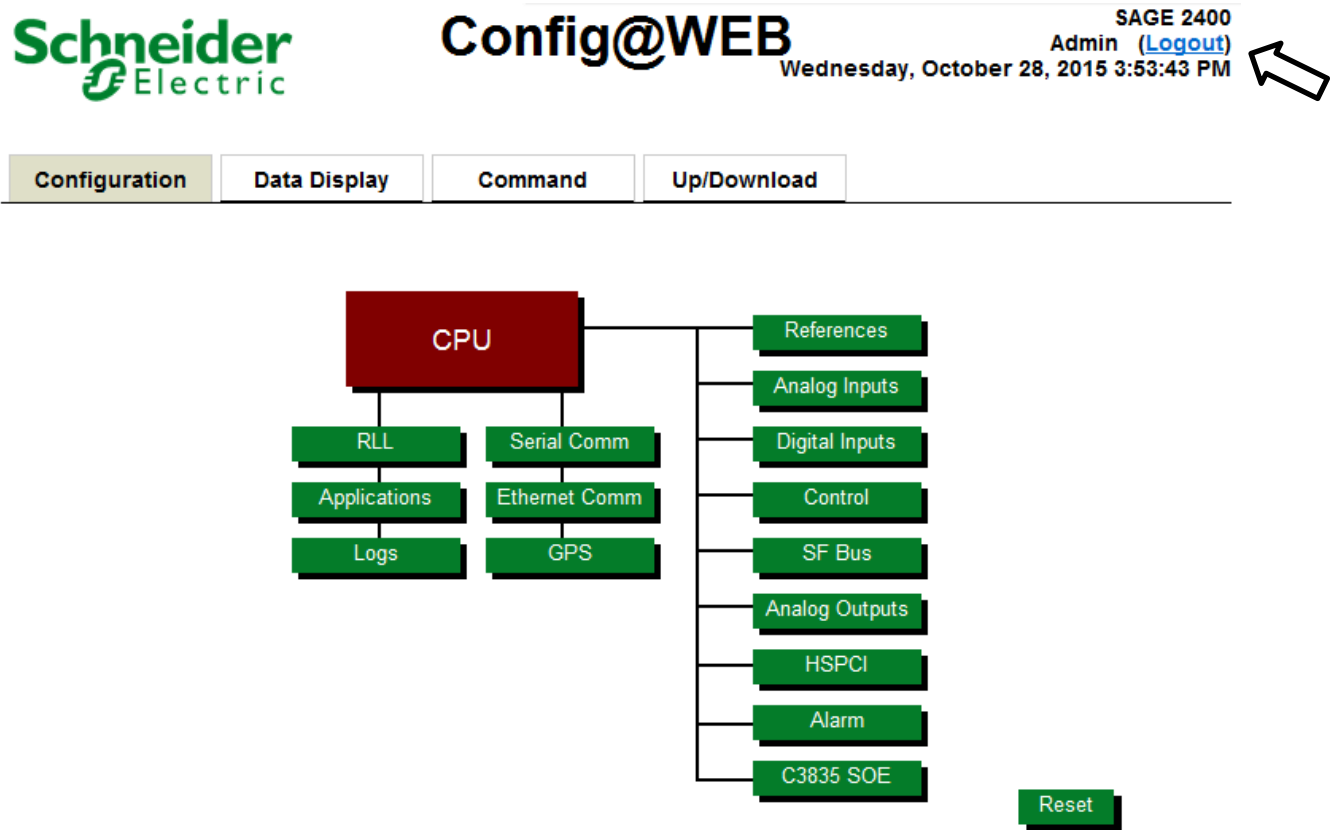 Schneider
Electric
Config@WEB
SAGE 2400
Admin (Logout)
Wednesday, October 28, 2015 3:53:43 PM
Configuration
Data Display
Command
Up/Download
CPU
RLL
Applications
Logs
Serial Comm
Ethernet Comm
GPS
References
Analog Inputs
Digital Inputs
Control
SF Bus
Analog Outputs
HSPCI
Alarm
C3835 SOE
Reset